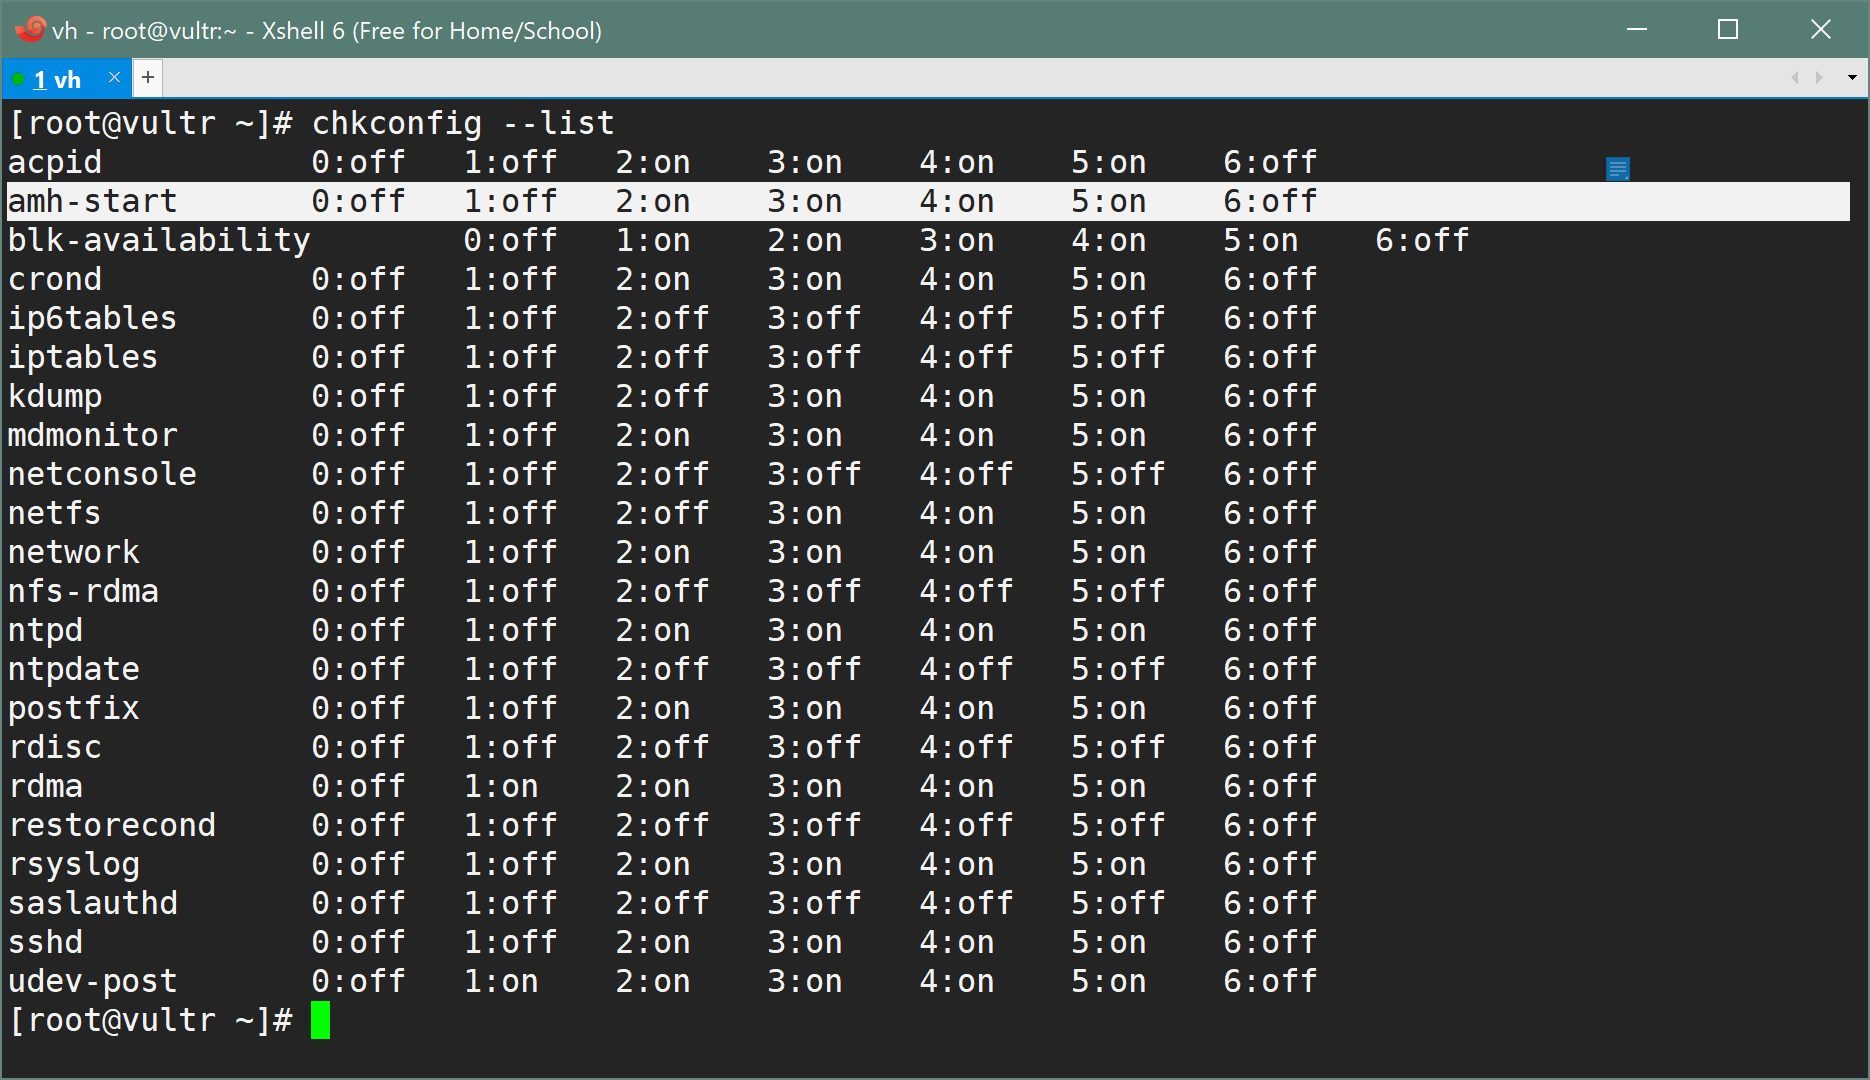 vh - root@vultr:~ - Xshell 6 (Free for Home/School)
1 vh × +
[root@vultr ~]# chkconfig --list
acpid           0:off   1:off   2:on    3:on    4:on    5:on    6:off
amh-start       0:off   1:off   2:on    3:on    4:on    5:on    6:off
blk-availability        0:off   1:on    2:on    3:on    4:on    5:on    6:off
crond           0:off   1:off   2:on    3:on    4:on    5:on    6:off
ip6tables       0:off   1:off   2:off   3:off   4:off   5:off   6:off
iptables        0:off   1:off   2:off   3:off   4:off   5:off   6:off
kdump           0:off   1:off   2:off   3:on    4:on    5:on    6:off
mdmonitor       0:off   1:off   2:on    3:on    4:on    5:on    6:off
netconsole      0:off   1:off   2:off   3:off   4:off   5:off   6:off
netfs           0:off   1:off   2:off   3:on    4:on    5:on    6:off
network         0:off   1:off   2:on    3:on    4:on    5:on    6:off
nfs-rdma        0:off   1:off   2:off   3:off   4:off   5:off   6:off
ntpd            0:off   1:off   2:on    3:on    4:on    5:on    6:off
ntpdate         0:off   1:off   2:off   3:off   4:off   5:off   6:off
postfix         0:off   1:off   2:on    3:on    4:on    5:on    6:off
rdisc           0:off   1:off   2:off   3:off   4:off   5:off   6:off
rdma            0:off   1:on    2:on    3:on    4:on    5:on    6:off
restorecond     0:off   1:off   2:off   3:off   4:off   5:off   6:off
rsyslog         0:off   1:off   2:on    3:on    4:on    5:on    6:off
saslauthd       0:off   1:off   2:off   3:off   4:off   5:off   6:off
sshd            0:off   1:off   2:on    3:on    4:on    5:on    6:off
udev-post       0:off   1:on    2:on    3:on    4:on    5:on    6:off
[root@vultr ~]#